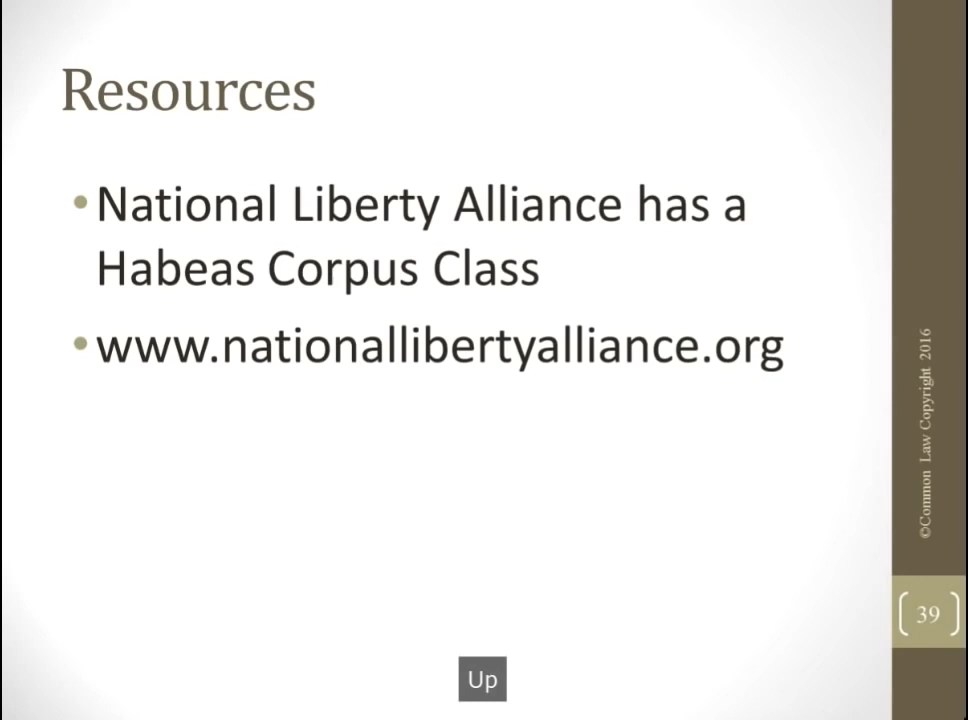 Resources
•National Liberty Alliance has a
Habeas Corpus Class
•www.nationallibertyalliance.org
©Common Law Copyright 2016
39
Up